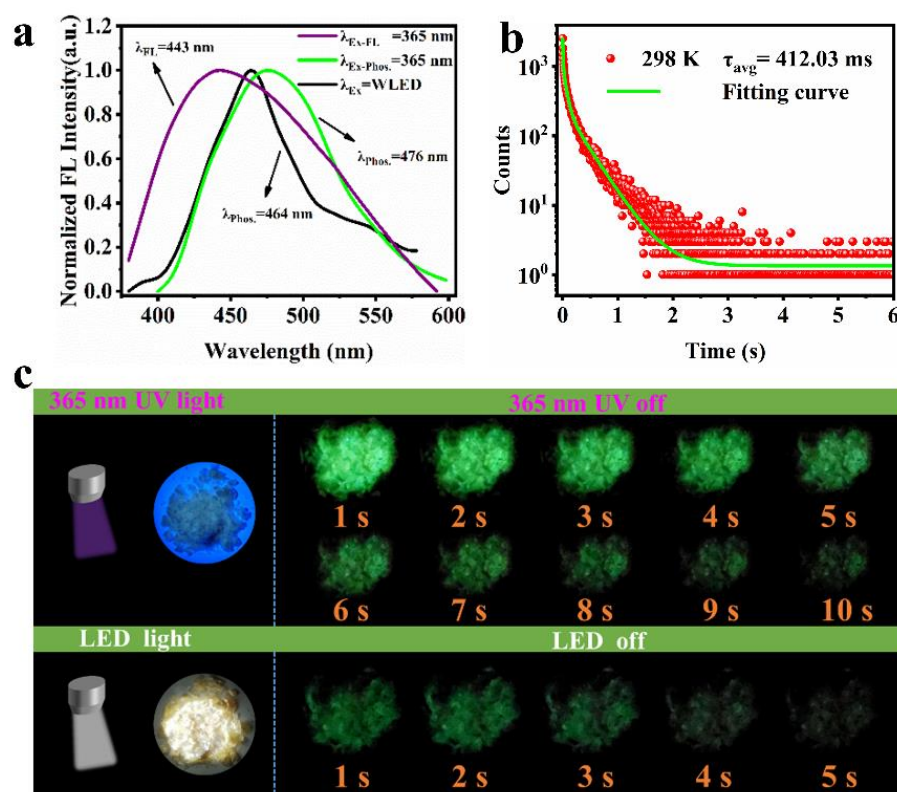 a
Normalized FL Intensity(a.u.)
1.2
1.0
0.8
0.6
0.4
0.2
0.0
λFL=443 nm
λEx-FL =365 nm
λEx-Phos.=365 nm
λEx=WLED
λPhos.=476 nm
λPhos.=464 nm
400 450 500 550 600
Wavelength (nm)
b
Counts
10³
10²
10¹
10⁰
298 K τavg= 412.03 ms
Fitting curve
0 1 2 3 4 5 6
Time (s)
c
365 nm UV light 365 nm UV off
1 s 2 s 3 s 4 s 5 s
6 s 7 s 8 s 9 s 10 s
LED light LED off
1 s 2 s 3 s 4 s 5 s